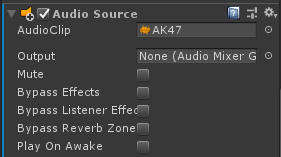 Audio Source
AudioClip AK47
Output None (Audio Mixer G
Mute
Bypass Effects
Bypass Listener Effec
Bypass Reverb Zone
Play On Awake